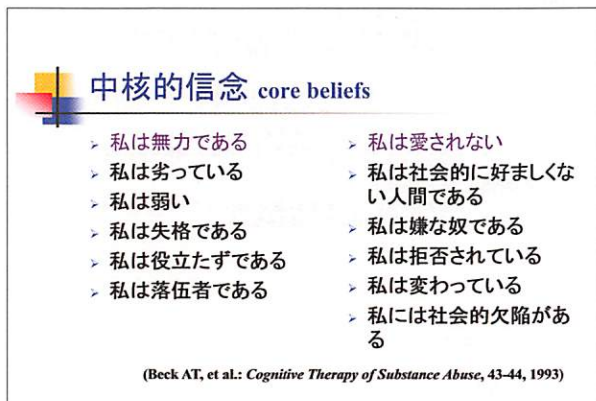 中核的信念 core beliefs
私は無力である
私は劣っている
私は弱い
私は失格である
私は役立たずである
私は落伍者である
私は愛されない
私は社会的に好ましくな
い人間である
私は嫌な奴である
私は拒否されている
私は変わっている
私には社会的欠陥があ
る
(Beck AT, et al.: Cognitive Therapy of Substance Abuse, 43-44, 1993)